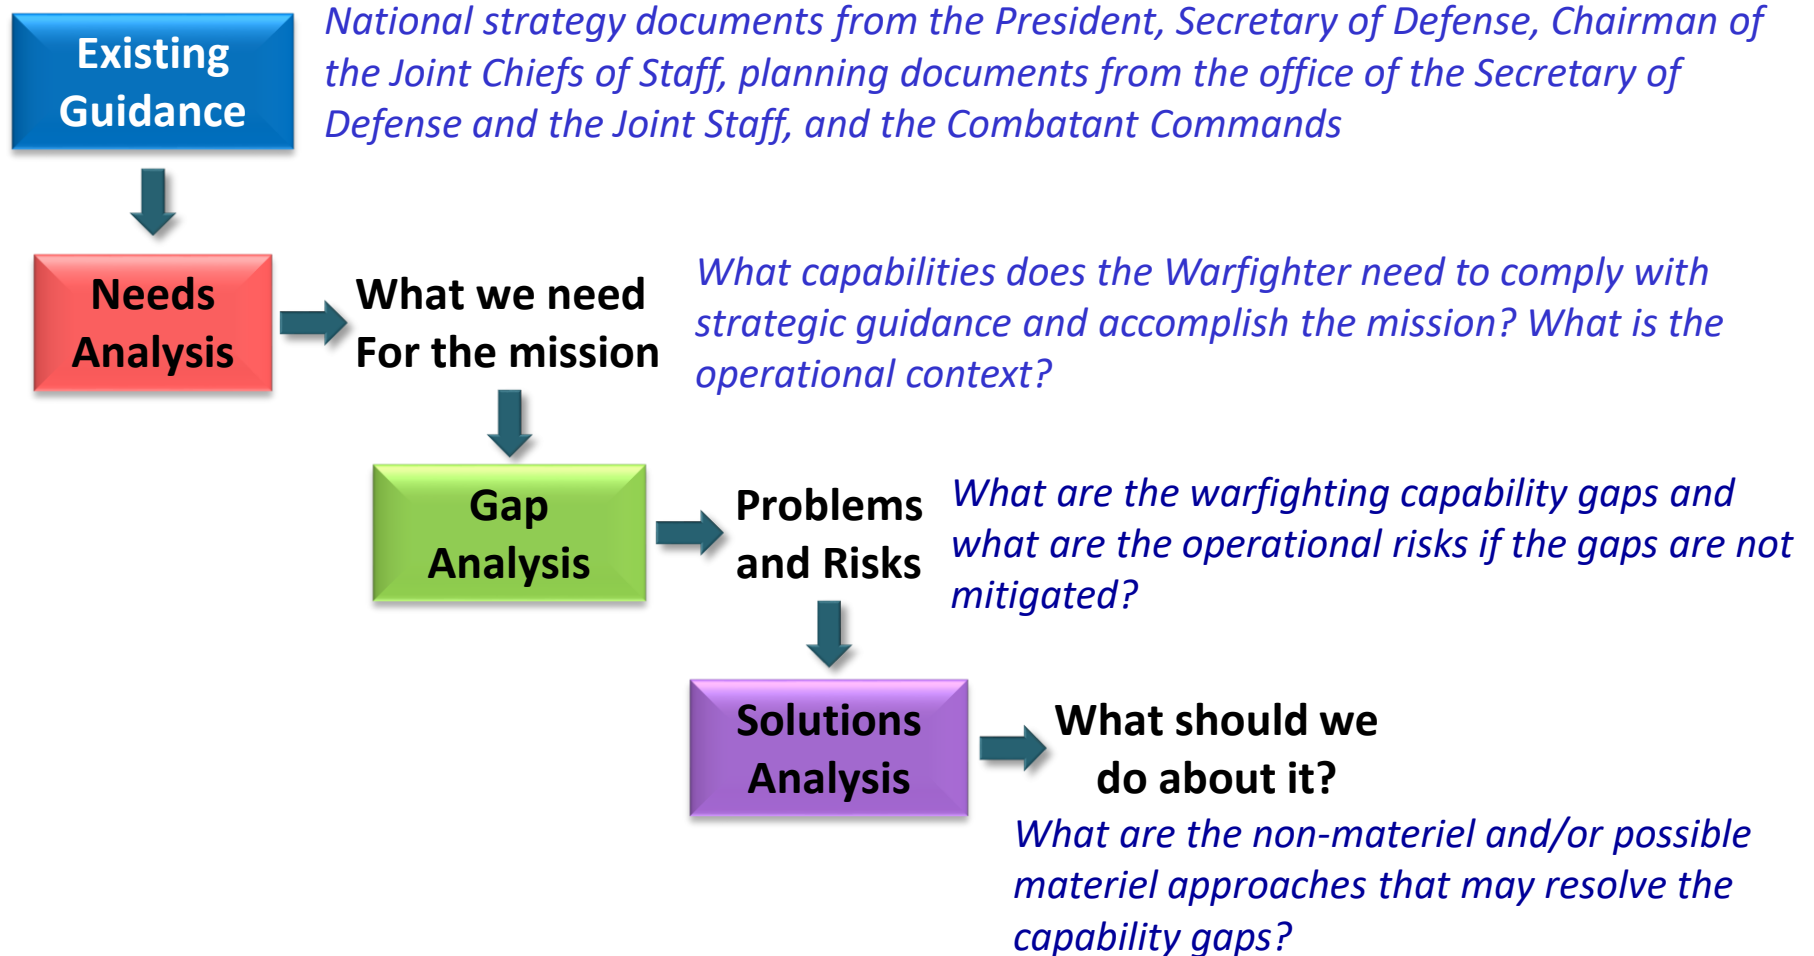 Existing
Guidance
National strategy documents from the President, Secretary of Defense, Chairman of
the Joint Chiefs of Staff, planning documents from the office of the Secretary of
Defense and the Joint Staff, and the Combatant Commands
Needs
Analysis
What we need
For the mission
What capabilities does the Warfighter need to comply with
strategic guidance and accomplish the mission? What is the
operational context?
Gap
Analysis
Problems
and Risks
What are the warfighting capability gaps and
what are the operational risks if the gaps are not
mitigated?
Solutions
Analysis
What should we
do about it?
What are the non-materiel and/or possible
materiel approaches that may resolve the
capability gaps?